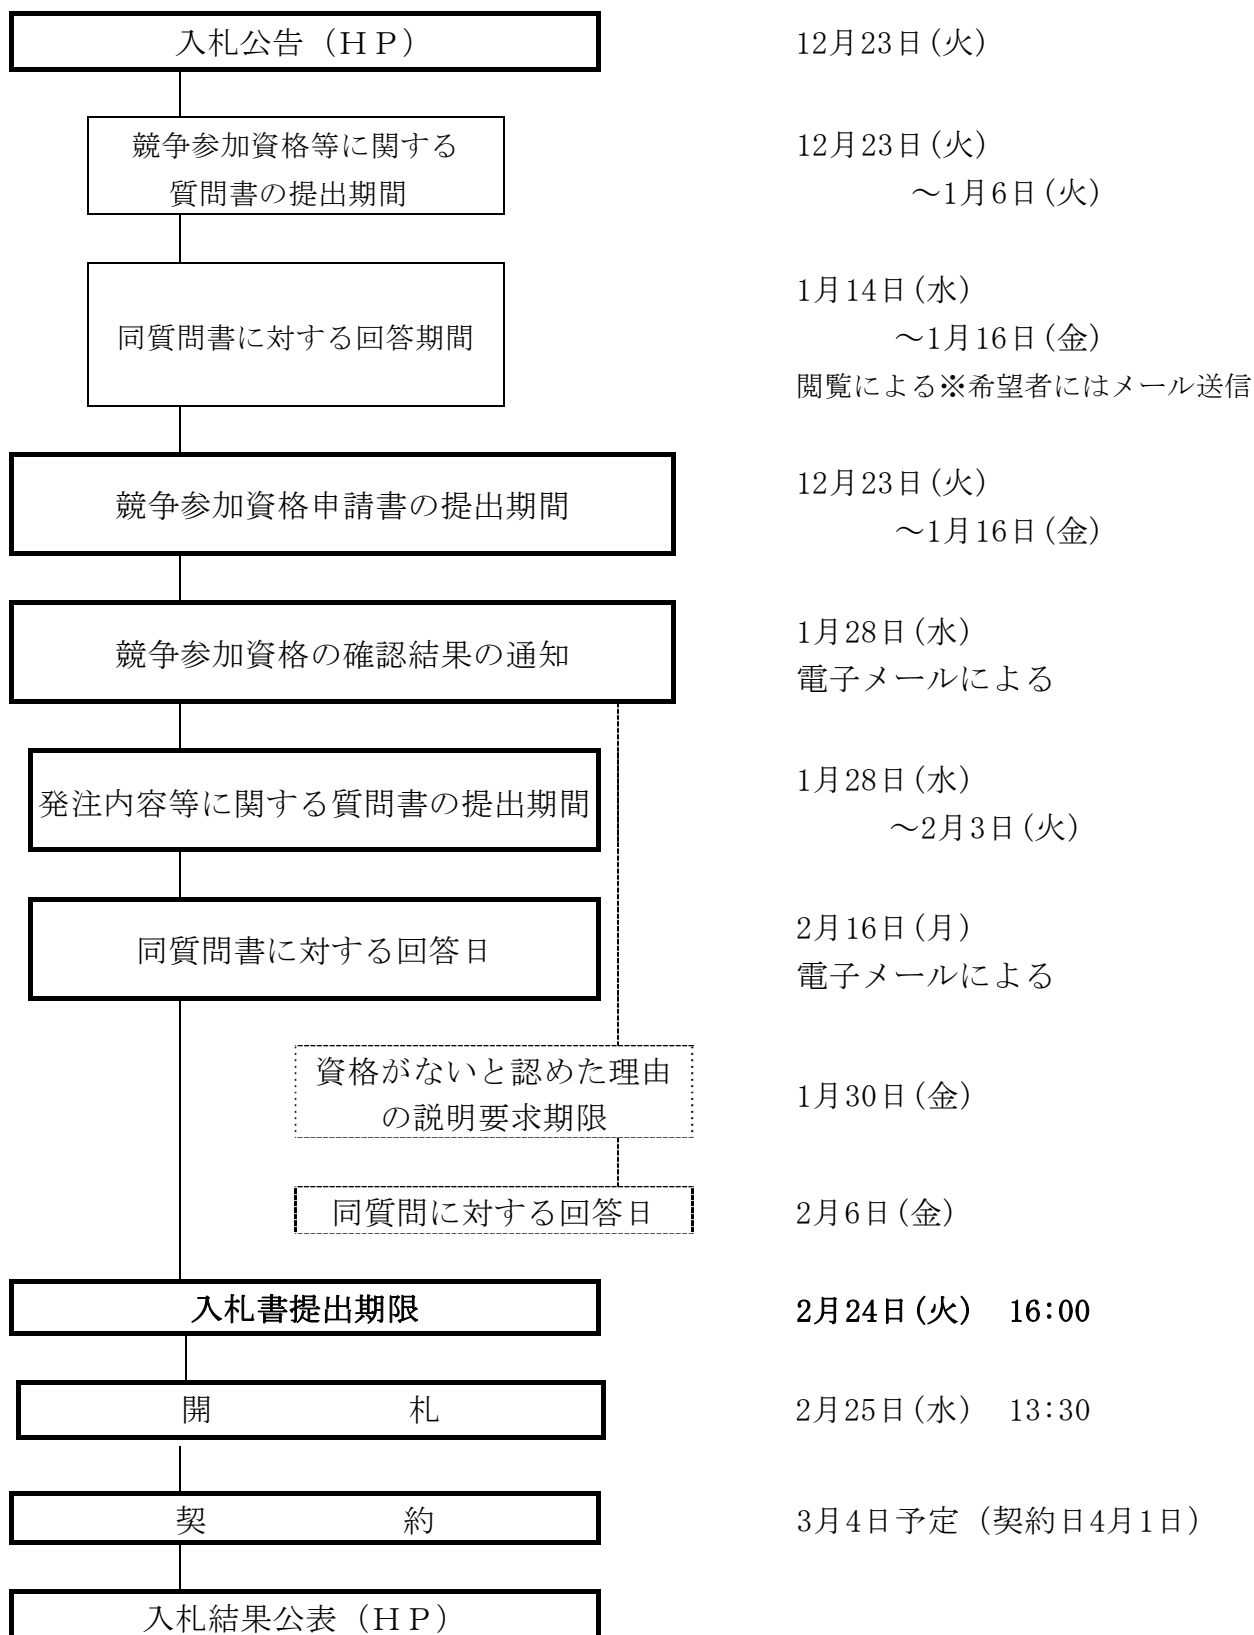 入札公告（ＨＰ）
12月23日(火)
競争参加資格等に関する
質問書の提出期間
12月23日(火)
～1月6日(火)
同質問書に対する回答期間
1月14日(水)
～1月16日(金)
閲覧による※希望者にはメール送信
競争参加資格申請書の提出期間
12月23日(火)
～1月16日(金)
競争参加資格の確認結果の通知
1月28日(水)
電子メールによる
発注内容等に関する質問書の提出期間
1月28日(水)
～2月3日(火)
同質問書に対する回答日
2月16日(月)
電子メールによる
資格がないと認めた理由
の説明要求期限
1月30日(金)
同質問に対する回答日
2月6日(金)
入札書提出期限
2月24日(火)　16:00
開　　　　　　札
2月25日(水)　13:30
契　　　　　　約
3月4日予定（契約日4月1日）
入札結果公表（ＨＰ）